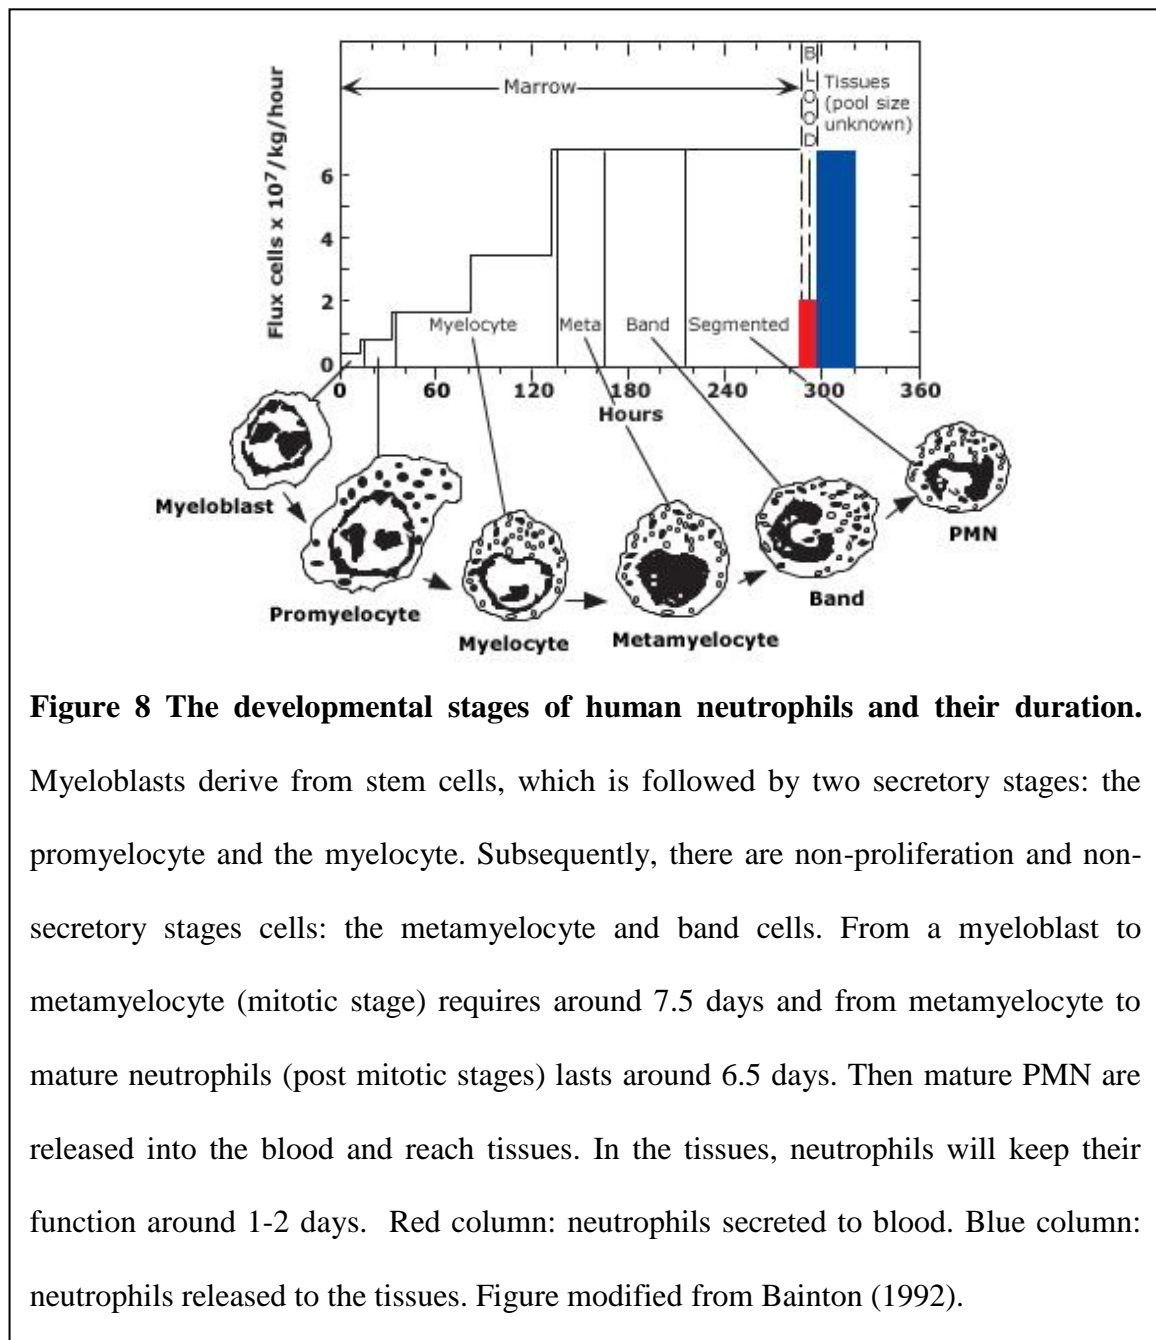 B
L
O
O
D
Tissues
(pool size
unknown)
Marrow
Flux cells x 10⁷/kg/hour
6
4
2
0
Myelocyte
Meta
Band
Segmented
0
60
120
180
240
300
360
Hours
Myeloblast
Promyelocyte
Myelocyte
Metamyelocyte
Band
PMN
Figure 8 The developmental stages of human neutrophils and their duration.
Myeloblasts derive from stem cells, which is followed by two secretory stages: the
promyelocyte and the myelocyte. Subsequently, there are non-proliferation and non-
secretory stages cells: the metamyelocyte and band cells. From a myeloblast to
metamyelocyte (mitotic stage) requires around 7.5 days and from metamyelocyte to
mature neutrophils (post mitotic stages) lasts around 6.5 days. Then mature PMN are
released into the blood and reach tissues. In the tissues, neutrophils will keep their
function around 1-2 days. Red column: neutrophils secreted to blood. Blue column:
neutrophils released to the tissues. Figure modified from Bainton (1992).